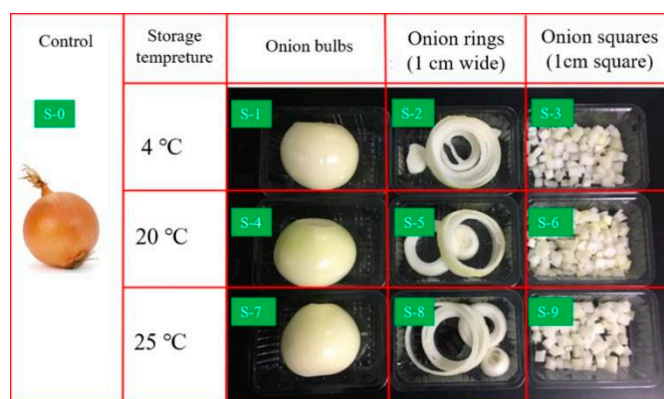 Control
Storage
tempreture
Onion bulbs
Onion rings
(1 cm wide)
Onion squares
(1cm square)
S-0
4 °C
S-1
S-2
S-3
20 °C
S-4
S-5
S-6
25 °C
S-7
S-8
S-9